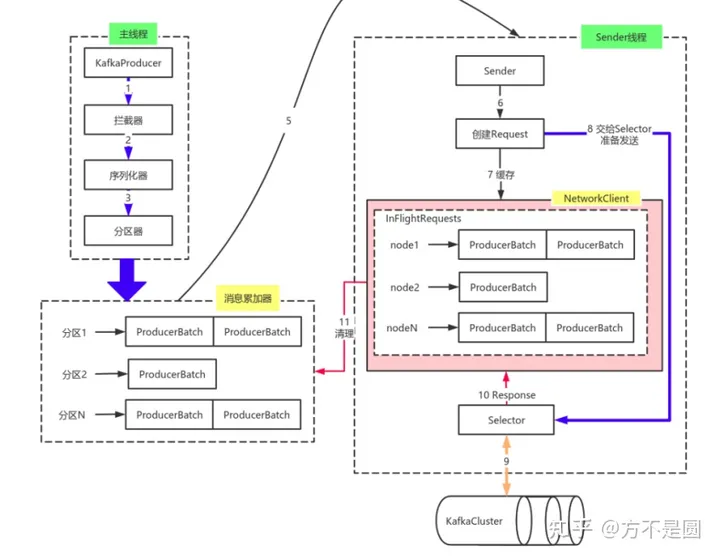 主线程
KafkaProducer
1
拦截器
2
序列化器
3
分区器
5
消息累加器
分区1
ProducerBatch
ProducerBatch
分区2
ProducerBatch
分区N
ProducerBatch
ProducerBatch
Sender线程
Sender
6
创建Request
8 交给Selector
准备发送
7 缓存
NetworkClient
InFlightRequests
node1
ProducerBatch
ProducerBatch
node2
ProducerBatch
nodeN
ProducerBatch
ProducerBatch
11
清理
10 Response
Selector
9
KafkaCluster
知乎 @方不是圆